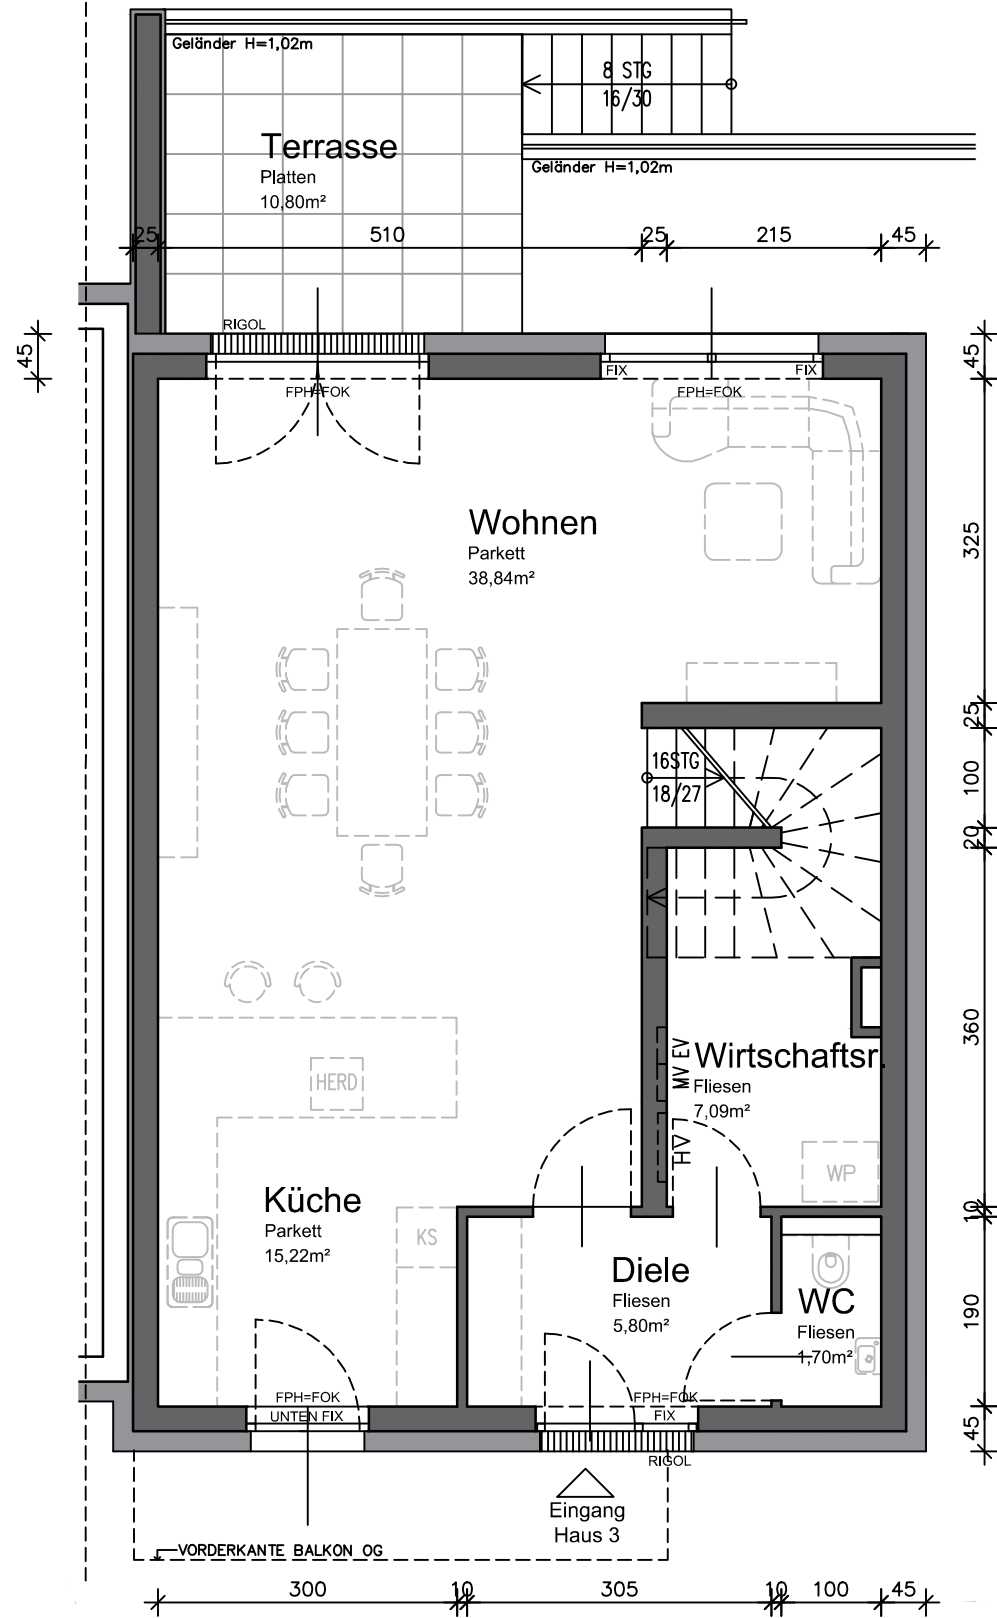 Geländer H=1,02m
8 STG
16/30
Terrasse
Platten
10,80m²
Geländer H=1,02m
25
510
25
215
45
RIGOL
45
45
FIX
FIX
FPH=FOK
FPH=FOK
Wohnen
Parkett
38,84m²
325
25
16STG
18/27
100
20
360
MV EV
Wirtschaftsr.
Fliesen
7,09m²
HERD
HV
WP
Küche
Parkett
15,22m²
KS
10
Diele
Fliesen
5,80m²
WC
Fliesen
1,70m²
190
FPH=FOK
UNTEN FIX
FPH=FOK
FIX
45
RIGOL
Eingang
Haus 3
VORDERKANTE BALKON OG
300
10
305
10
100
45